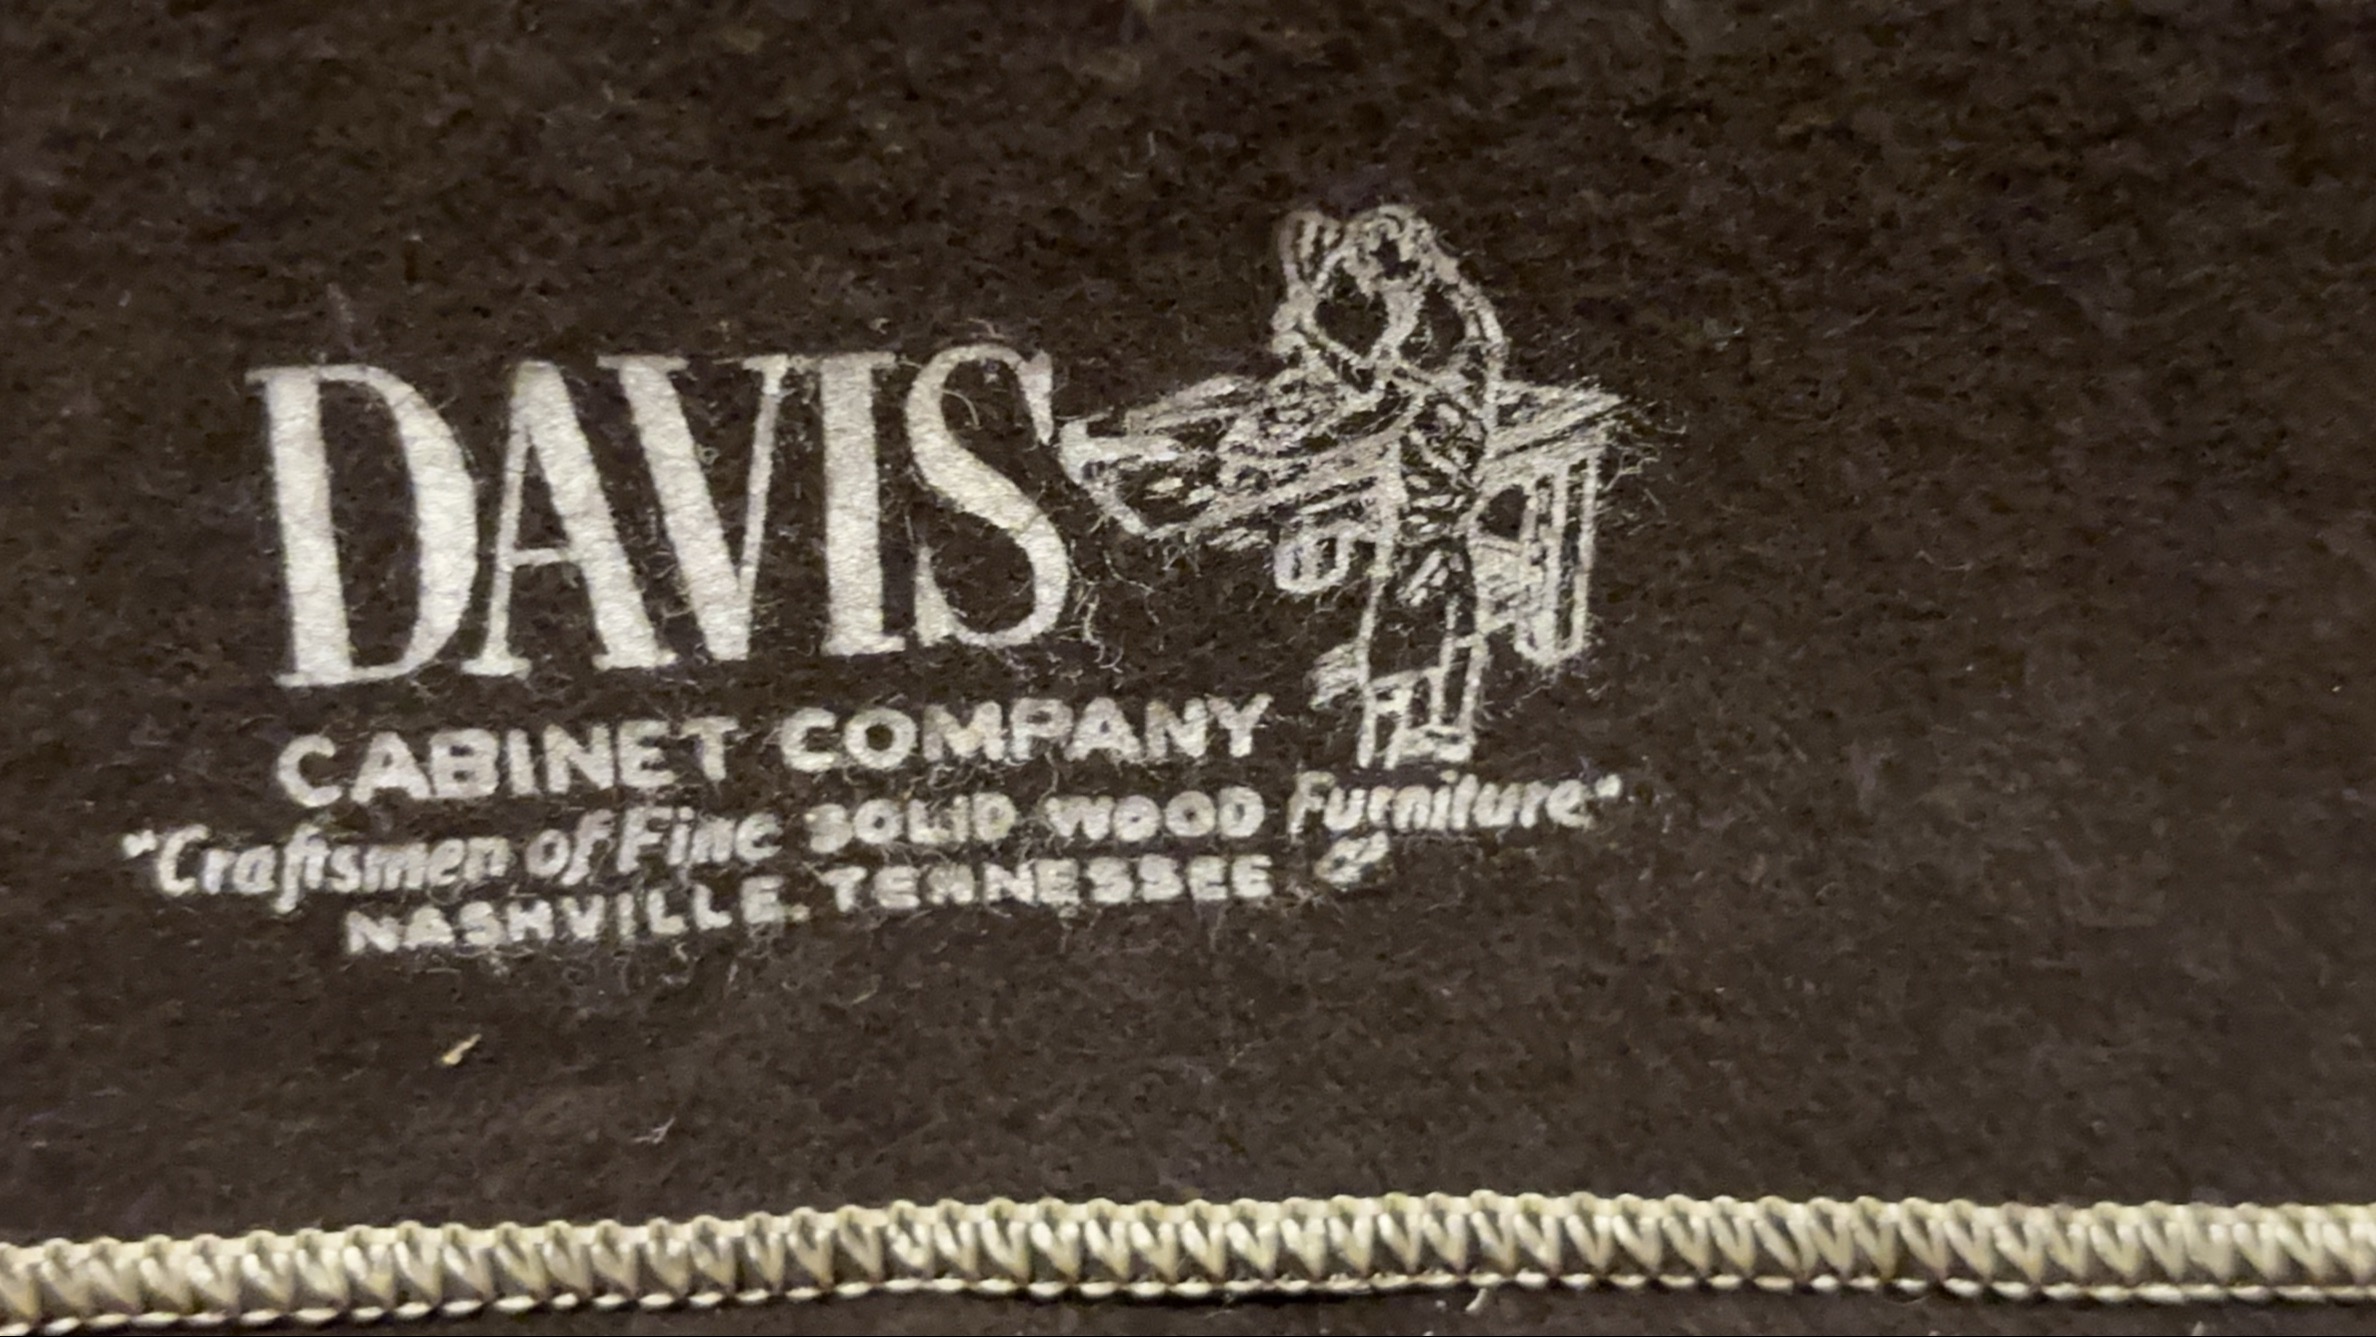 DAVIS
CABINET COMPANY
"Craftsmen of Fine SOLID WOOD Furniture"
NASHVILLE, TENNESSEE